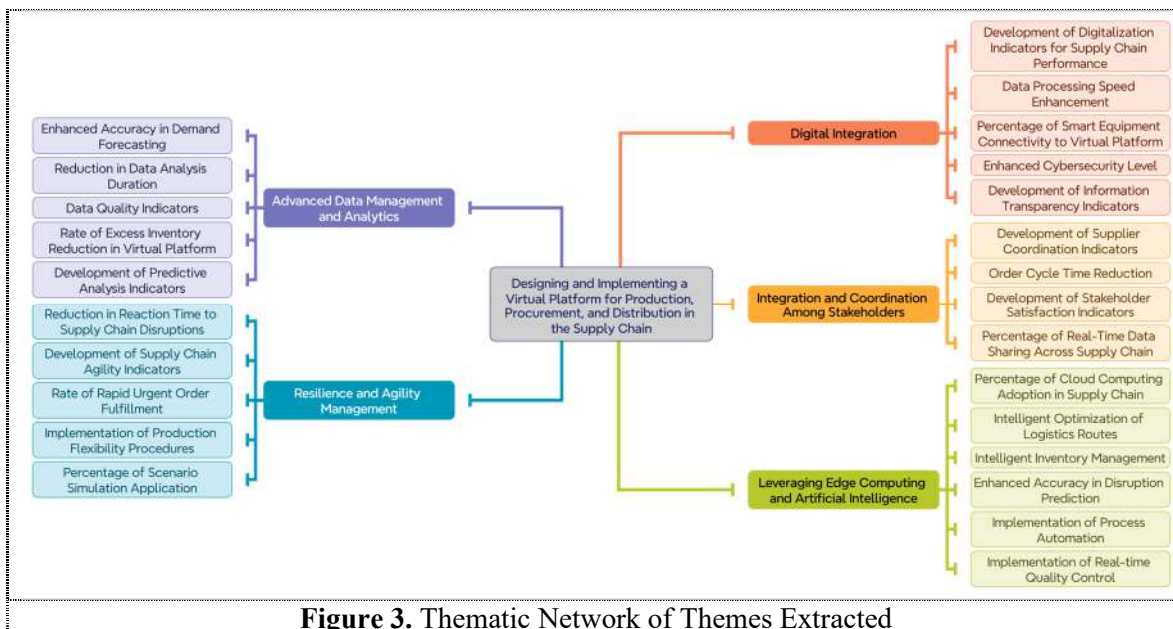 Development of Digitalization
Indicators for Supply Chain
Performance
Data Processing Speed
Enhancement
Percentage of Smart Equipment
Connectivity to Virtual Platform
Enhanced Cybersecurity Level
Development of Information
Transparency Indicators
Digital Integration
Enhanced Accuracy in Demand
Forecasting
Reduction in Data Analysis
Duration
Data Quality Indicators
Rate of Excess Inventory
Reduction in Virtual Platform
Development of Predictive
Analysis Indicators
Advanced Data Management
and Analytics
Designing and Implementing a
Virtual Platform for Production,
Procurement, and Distribution in
the Supply Chain
Integration and Coordination
Among Stakeholders
Development of Supplier
Coordination Indicators
Order Cycle Time Reduction
Development of Stakeholder
Satisfaction Indicators
Percentage of Real-Time Data
Sharing Across Supply Chain
Reduction in Reaction Time to
Supply Chain Disruptions
Development of Supply Chain
Agility Indicators
Rate of Rapid Urgent Order
Fulfillment
Implementation of Production
Flexibility Procedures
Percentage of Scenario
Simulation Application
Resilience and Agility
Management
Leveraging Edge Computing
and Artificial Intelligence
Percentage of Cloud Computing
Adoption in Supply Chain
Intelligent Optimization of
Logistics Routes
Intelligent Inventory Management
Enhanced Accuracy in Disruption
Prediction
Implementation of Process
Automation
Implementation of Real-time
Quality Control
Figure 3. Thematic Network of Themes Extracted